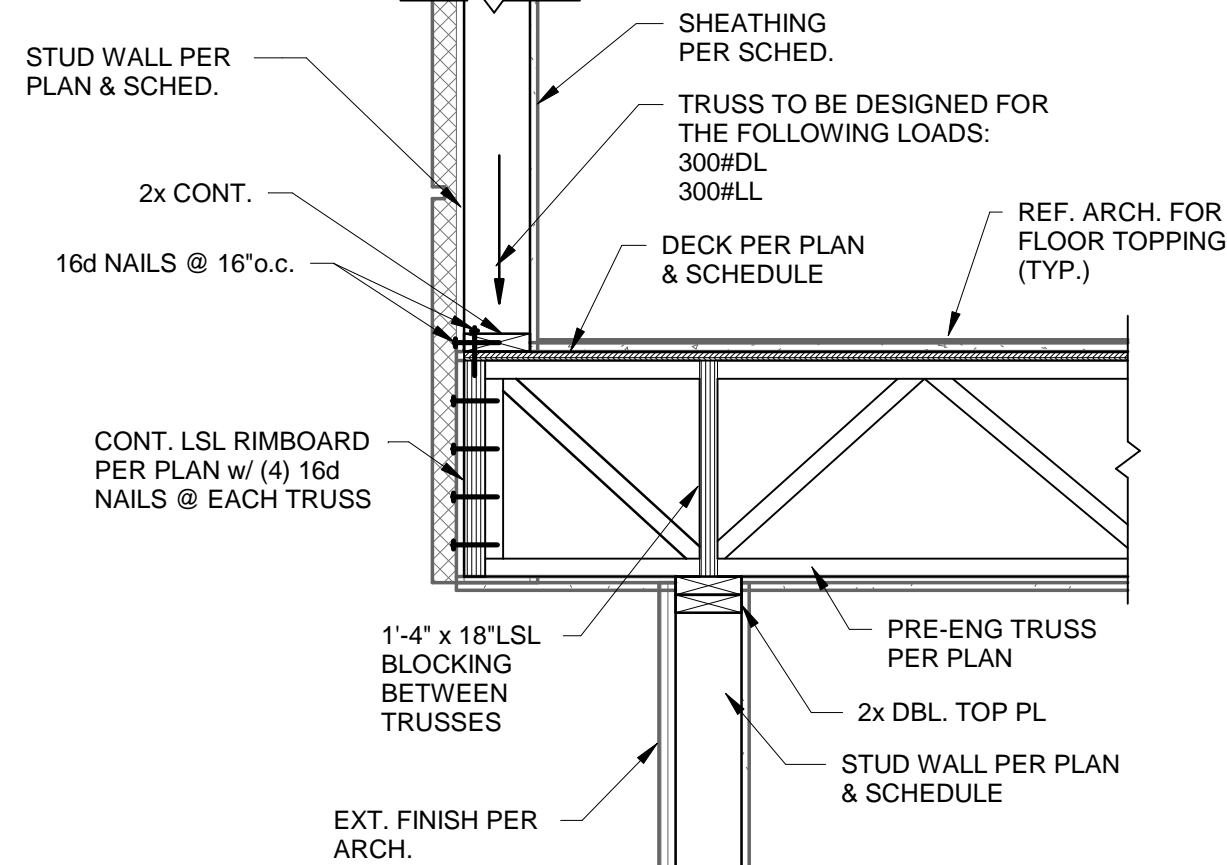 STUD WALL PER
PLAN & SCHED.
2x CONT.
16d NAILS @ 16"o.c.
CONT. LSL RIMBOARD
PER PLAN w/ (4) 16d
NAILS @ EACH TRUSS
SHEATHING
PER SCHED.
TRUSS TO BE DESIGNED FOR
THE FOLLOWING LOADS:
300#DL
300#LL
DECK PER PLAN
& SCHEDULE
REF. ARCH. FOR
FLOOR TOPPING
(TYP.)
1'-4" x 18"LSL
BLOCKING
BETWEEN
TRUSSES
EXT. FINISH PER
ARCH.
PRE-ENG TRUSS
PER PLAN
2x DBL. TOP PL
STUD WALL PER PLAN
& SCHEDULE